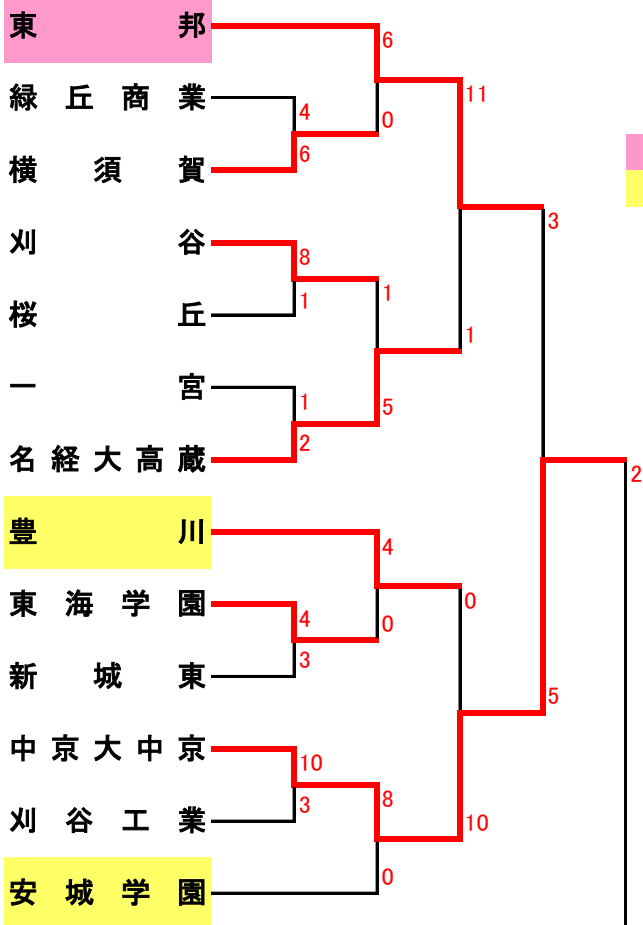 東邦
6
緑丘商業
11
4
0
6
横須賀
3
刈谷
8
1
1
桜丘
1
一宮
1
5
2
名経大高蔵
2
豊川
4
0
東海学園
4
0
3
新城東
5
中京大中京
10
8
3
10
刈谷工業
0
安城学園